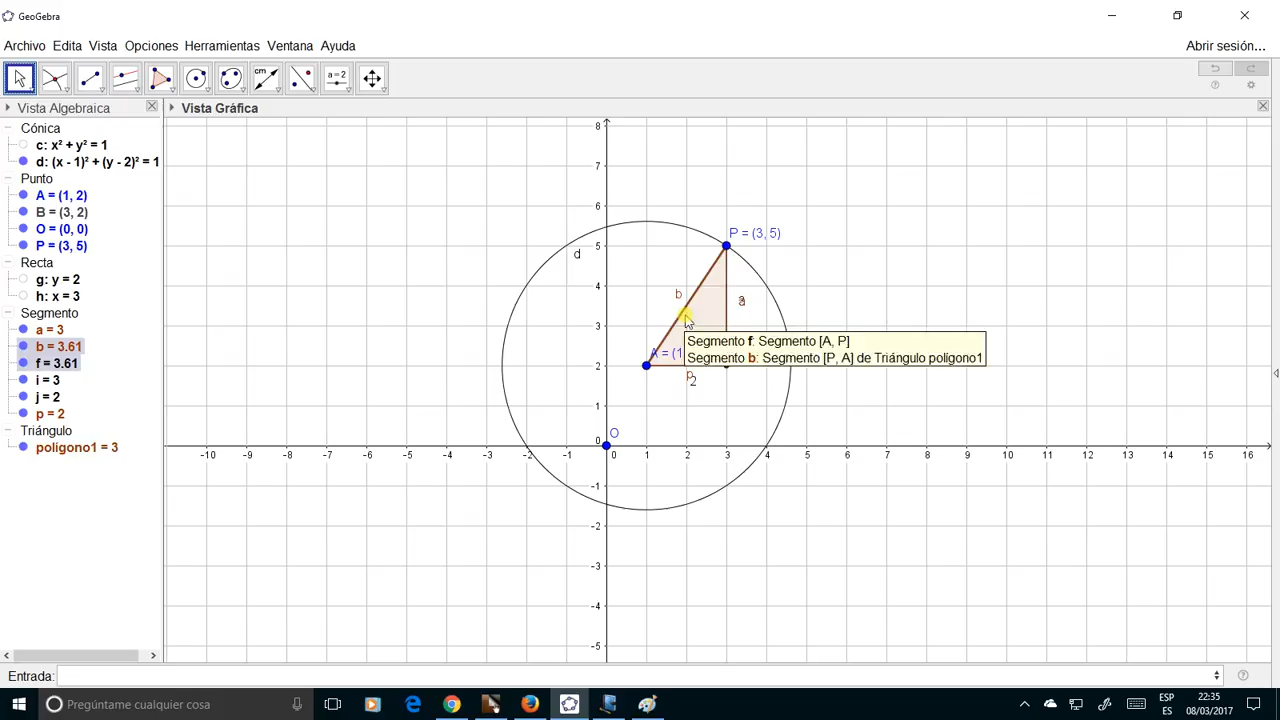 GeoGebra
Archivo Edita Vista Opciones Herramientas Ventana Ayuda
Abrir sesión...
cm
a = 2
Vista Algebraica
Vista Gráfica
Cónica
c: x² + y² = 1
d: (x - 1)² + (y - 2)² = 1
Punto
A = (1, 2)
B = (3, 2)
O = (0, 0)
P = (3, 5)
Recta
g: y = 2
h: x = 3
Segmento
a = 3
b = 3.61
f = 3.61
i = 3
j = 2
p = 2
Triángulo
polígono1 = 3
8
7
6
5
4
3
2
1
0
-1
-2
-3
-4
-5
-10 -9 -8 -7 -6 -5 -4 -3 -2 -1 0 1 2 3 4 5 6 7 8 9 10 11 12 13 14 15 16
P = (3, 5)
d
b
A = (1
p
2
O
Segmento f: Segmento [A, P]
Segmento b: Segmento [P, A] de Triángulo polígono1
Entrada:
Pregúntame cualquier cosa
ESP
ES
22:35
08/03/2017